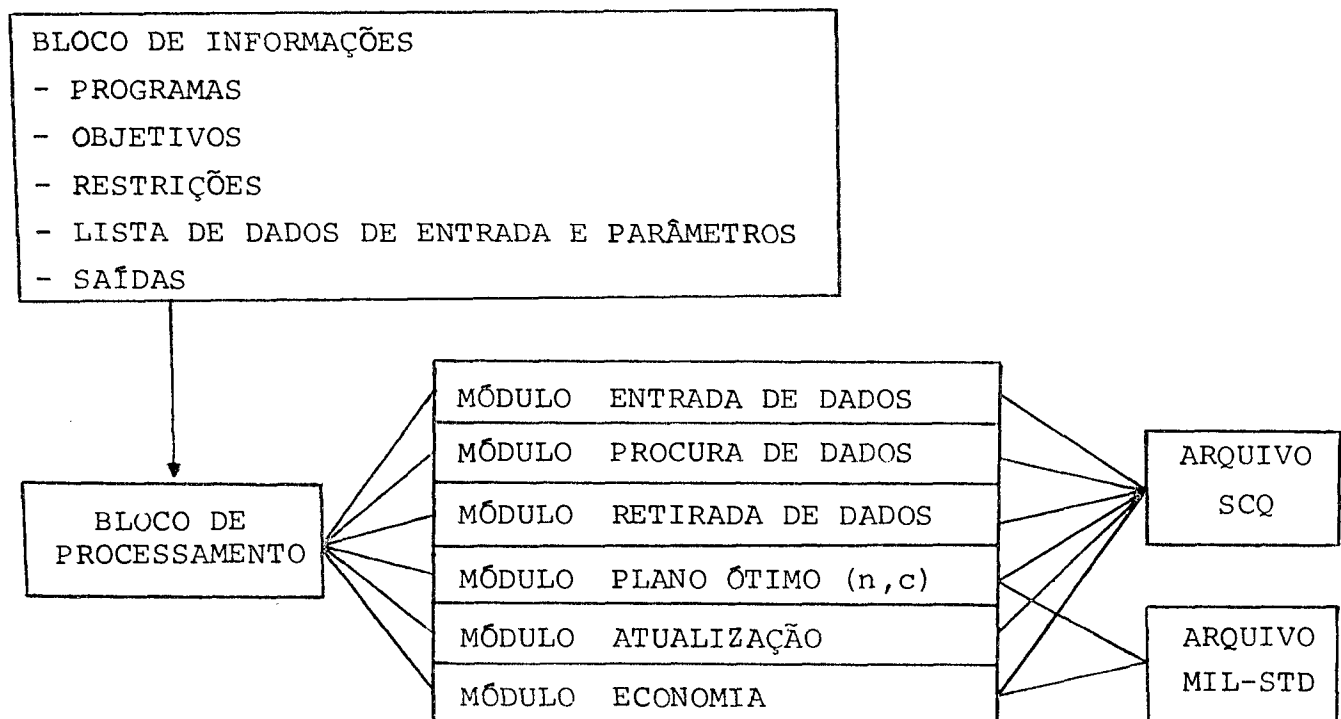 BLOCO DE INFORMAÇÕES
- PROGRAMAS
- OBJETIVOS
- RESTRIÇÕES
- LISTA DE DADOS DE ENTRADA E PARÂMETROS
- SAÍDAS
BLOCO DE
PROCESSAMENTO
MÓDULO ENTRADA DE DADOS
MÓDULO PROCURA DE DADOS
MÓDULO RETIRADA DE DADOS
MÓDULO PLANO ÓTIMO (n,c)
MÓDULO ATUALIZAÇÃO
MÓDULO ECONOMIA
ARQUIVO
SCQ
ARQUIVO
MIL-STD